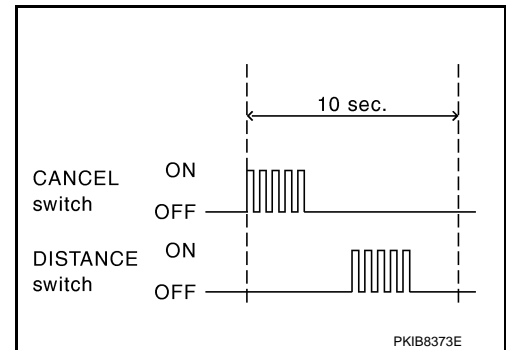 10 sec.
CANCEL
switch
ON
OFF
DISTANCE
switch
ON
OFF
PKIB8373E